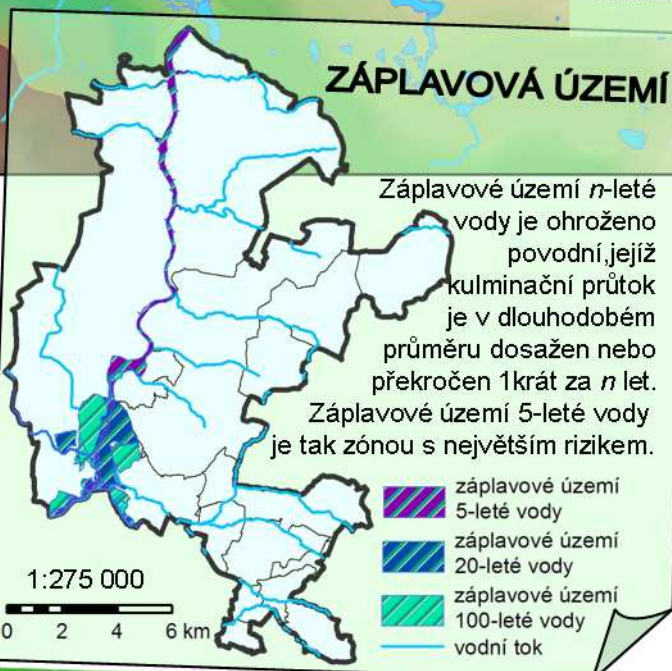 ZÁPLAVOVÁ ÚZEMÍ
Záplavové území n-leté
vody je ohroženo
povodní,jejíž
kulminační průtok
je v dlouhodobém
průměru dosažen nebo
překročen 1krát za n let.
Záplavové území 5-leté vody
je tak zónou s největším rizikem.
záplavové území
5-leté vody
záplavové území
20-leté vody
záplavové území
100-leté vody
vodní tok
1:275 000
0 2 4 6 km